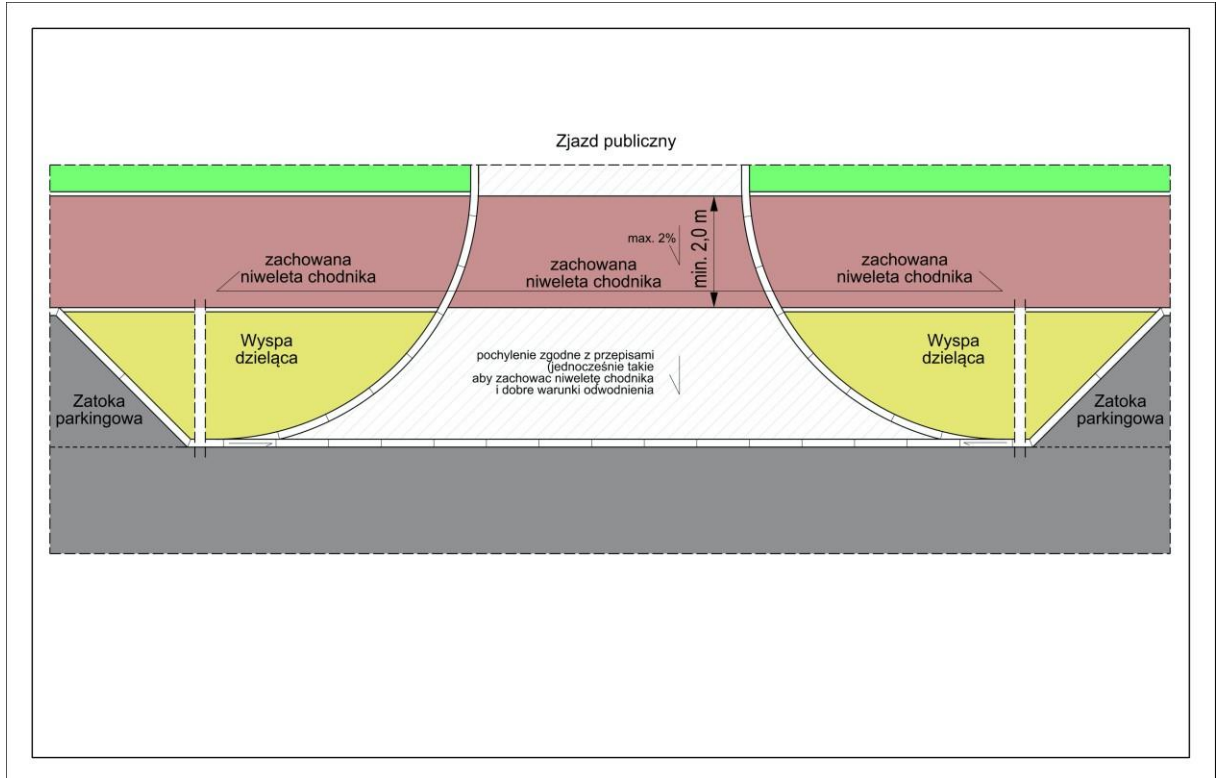 Zjazd publiczny
max. 2%
min. 2,0 m
zachowana
niweleta chodnika
zachowana
niweleta chodnika
zachowana
niweleta chodnika
Wyspa
dzieląca
pochylenie zgodne z przepisami
(jednocześnie takie
aby zachowac niweletę chodnika
i dobre warunki odwodnienia
Wyspa
dzieląca
Zatoka
parkingowa
Zatoka
parkingowa